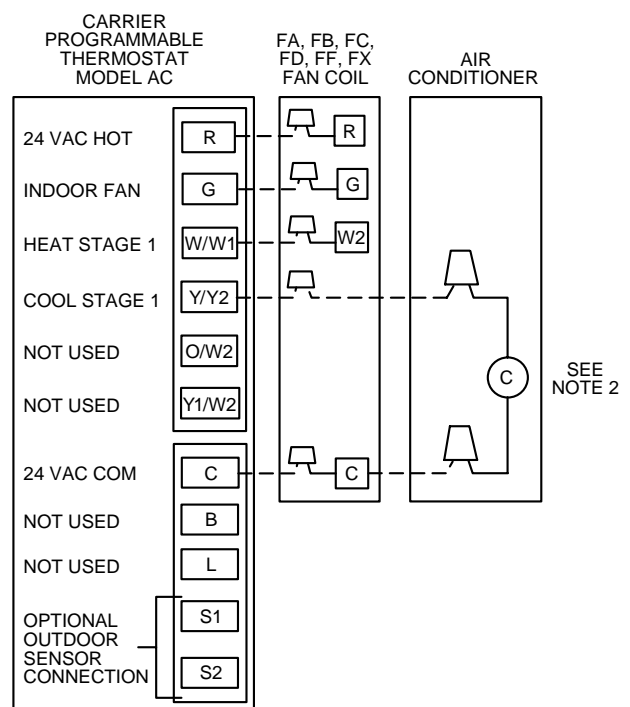 CARRIER
PROGRAMMABLE
THERMOSTAT
MODEL AC
FA, FB, FC,
FD, FF, FX
FAN COIL
AIR
CONDITIONER
24 VAC HOT
R
R
INDOOR FAN
G
G
HEAT STAGE 1
W/W1
W2
COOL STAGE 1
Y/Y2
NOT USED
O/W2
NOT USED
Y1/W2
C
SEE
NOTE 2
24 VAC COM
C
C
NOT USED
B
NOT USED
L
OPTIONAL
OUTDOOR
SENSOR
CONNECTION
S1
S2